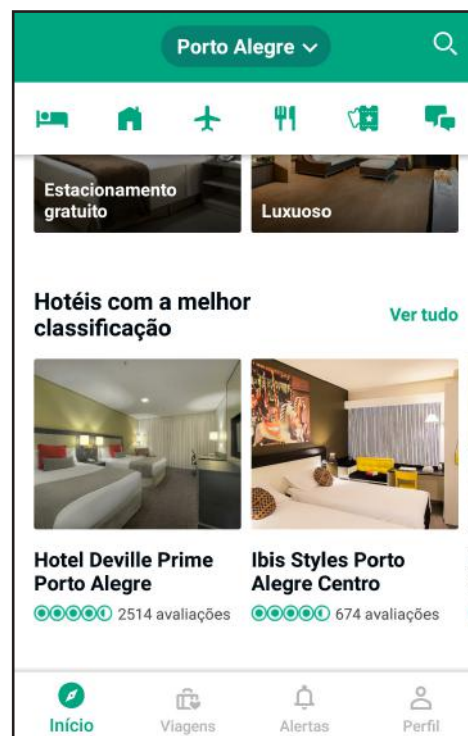 Porto Alegre
Estacionamento
gratuito
Luxuoso
Hotéis com a melhor
classificação
Ver tudo
Hotel Deville Prime
Porto Alegre
2514 avaliações
Ibis Styles Porto
Alegre Centro
674 avaliações
Início
Viagens
Alertas
Perfil